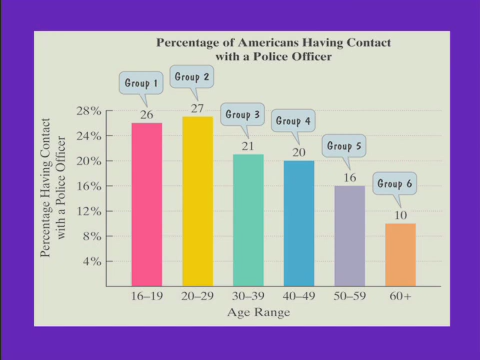 Percentage of Americans Having Contact
with a Police Officer
Group 1
Group 2
Group 3
Group 4
Group 5
Group 6
26
27
21
20
16
10
28%
24%
20%
16%
12%
8%
4%
Percentage Having Contact
with a Police Officer
16–19 20–29 30–39 40–49 50–59 60+
Age Range